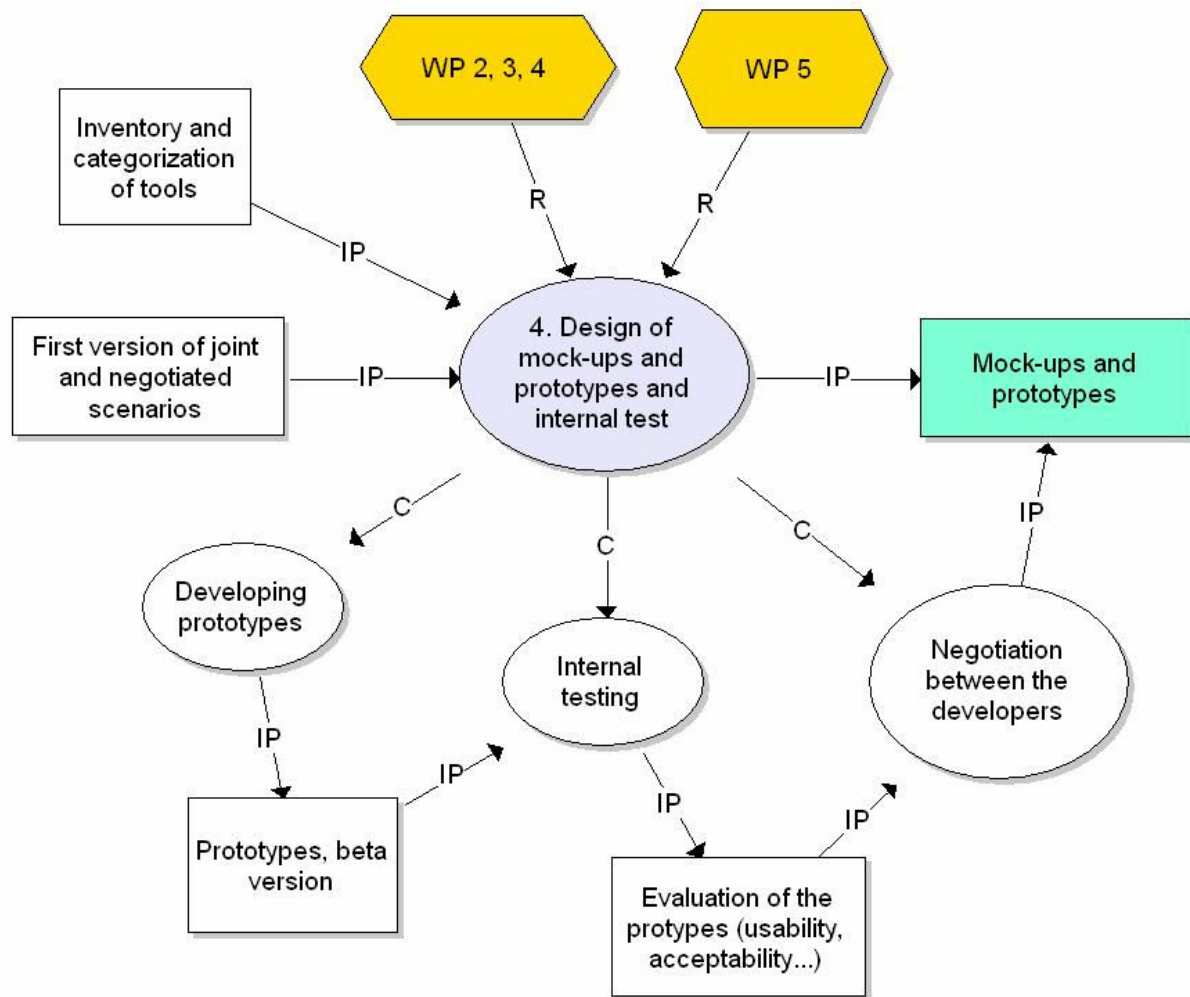 WP 2, 3, 4
WP 5
Inventory and
categorization
of tools
R
R
IP
4. Design of
mock-ups and
prototypes and
internal test
First version of joint
and negotiated
scenarios
IP
IP
Mock-ups and
prototypes
C
C
C
IP
Developing
prototypes
Internal
testing
Negotiation
between the
developers
IP
IP
IP
IP
Prototypes, beta
version
Evaluation of the
protypes (usability,
acceptability...)